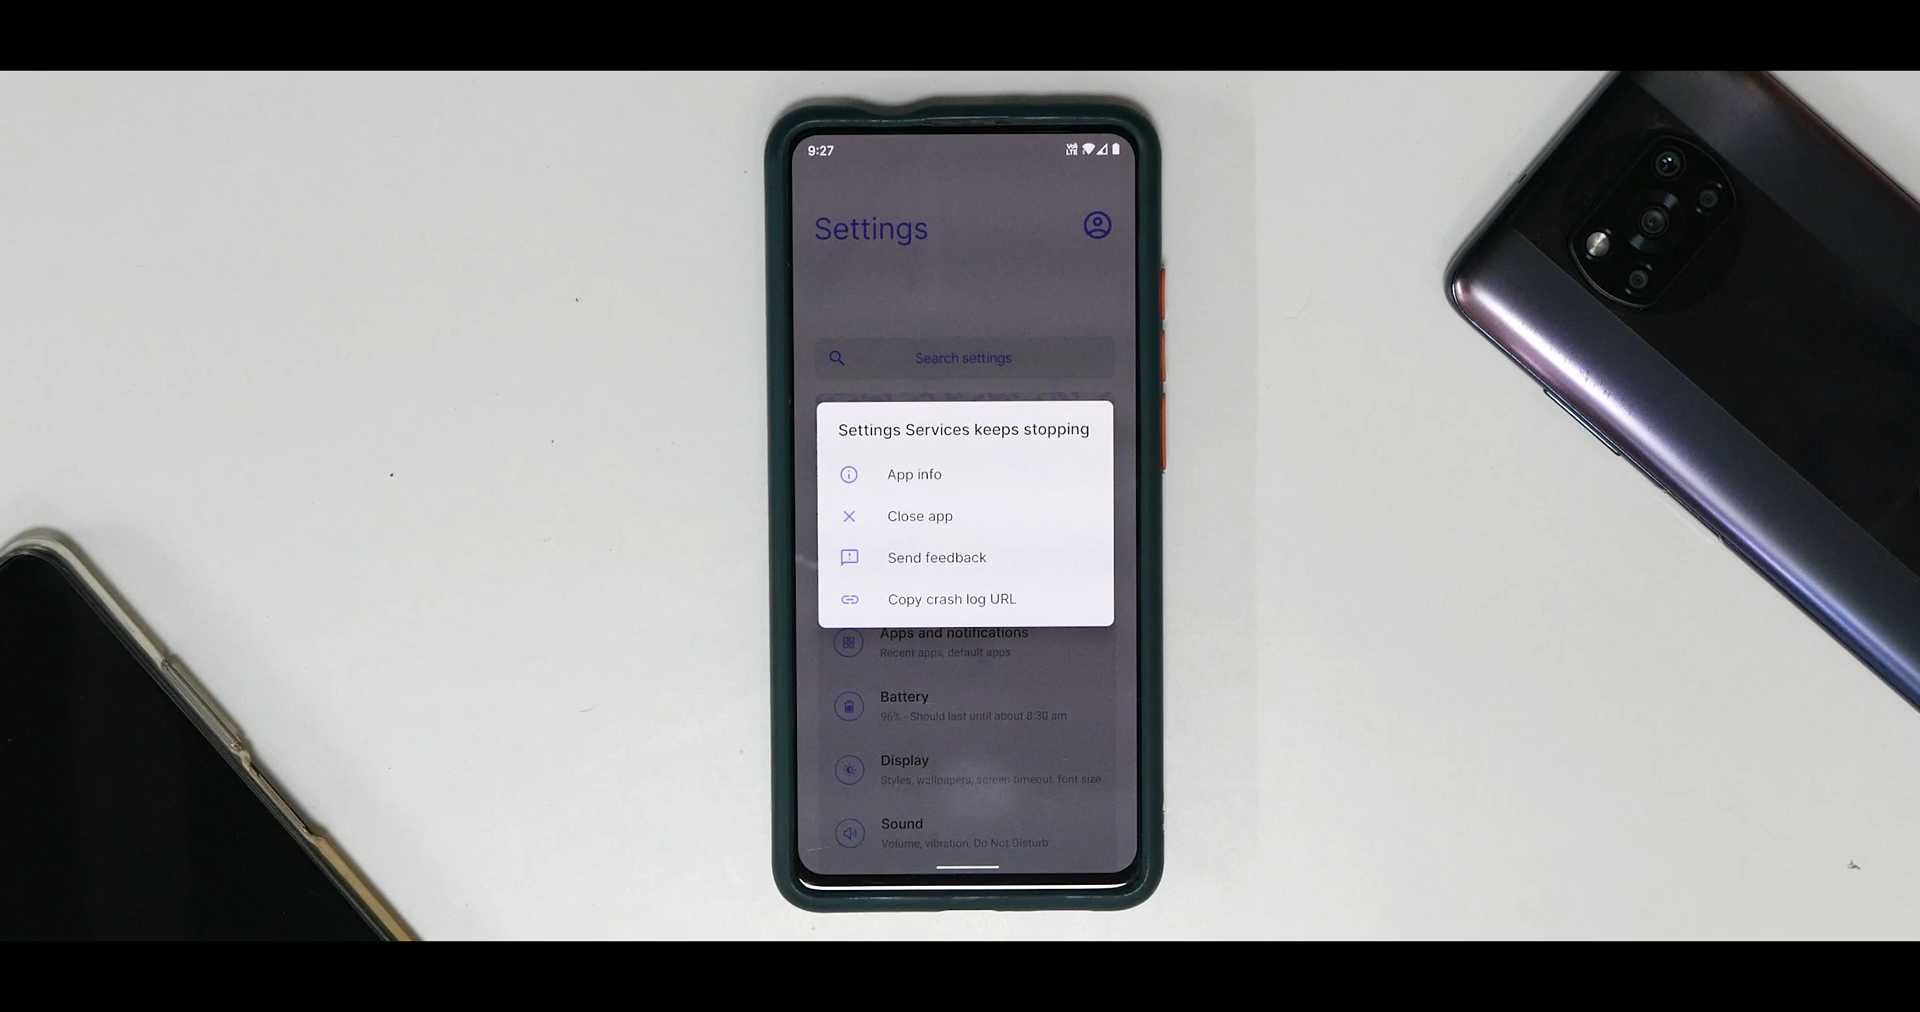 9:27
Vo LTE
Settings
Search settings
Settings Services keeps stopping
App info
Close app
Send feedback
Copy crash log URL
Apps and notifications
Recent apps, default apps
Battery
96% - Should last until about 8:30 am
Display
Styles, wallpapers, screen timeout, font size
Sound
Volume, vibration, Do Not Disturb